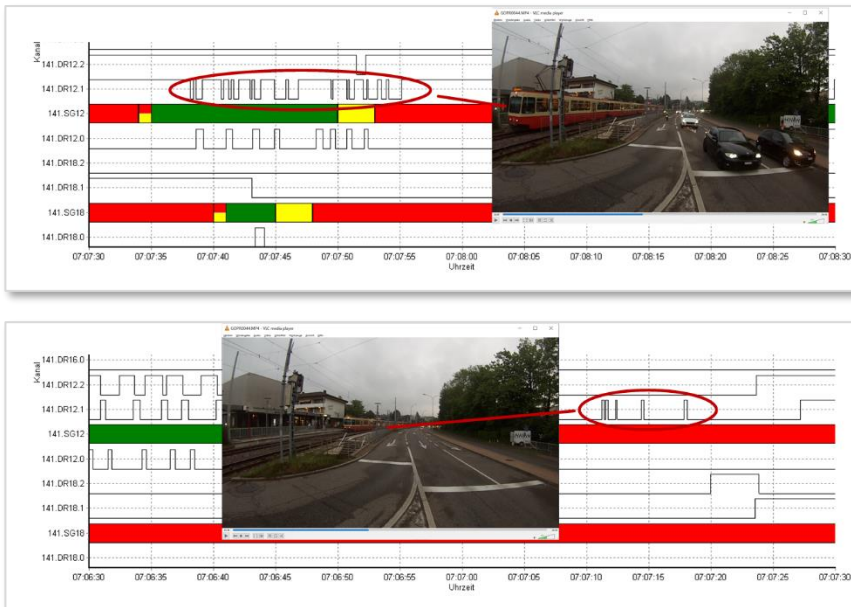 GOPR0044.MP4 - VLC media player
Kanal
141.DR12.2
141.DR12.1
141.SG12
141.DR12.0
141.DR18.2
141.DR18.1
141.SG18
141.DR18.0
07:07:30
07:07:35
07:07:40
07:07:45
07:07:50
07:07:55
07:08:00
07:08:05
07:08:10
07:08:15
07:08:20
07:08:25
07:08:30
Uhrzeit
VLC media player
Kanal
141.DR16.0
141.DR12.2
141.DR12.1
141.SG12
141.DR12.0
141.DR18.2
141.DR18.1
141.SG18
141.DR18.0
07:06:30
07:06:35
07:06:40
07:06:45
07:06:50
07:06:55
07:07:00
07:07:05
07:07:10
07:07:15
07:07:20
07:07:25
07:07:30
Uhrzeit